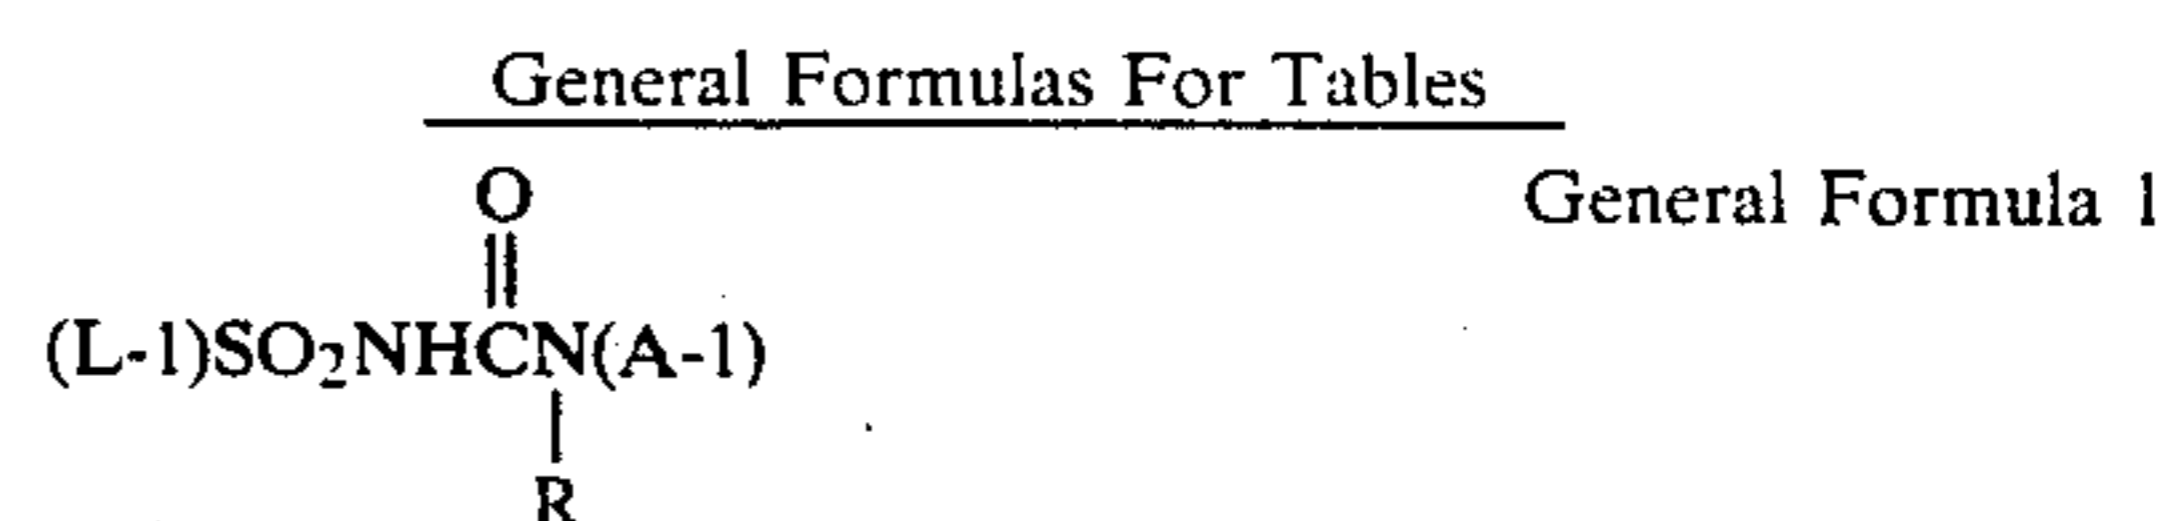 General Formulas For Tables
O
General Formula 1
||
(L-1)SO₂NHCN(A-1)
|
R